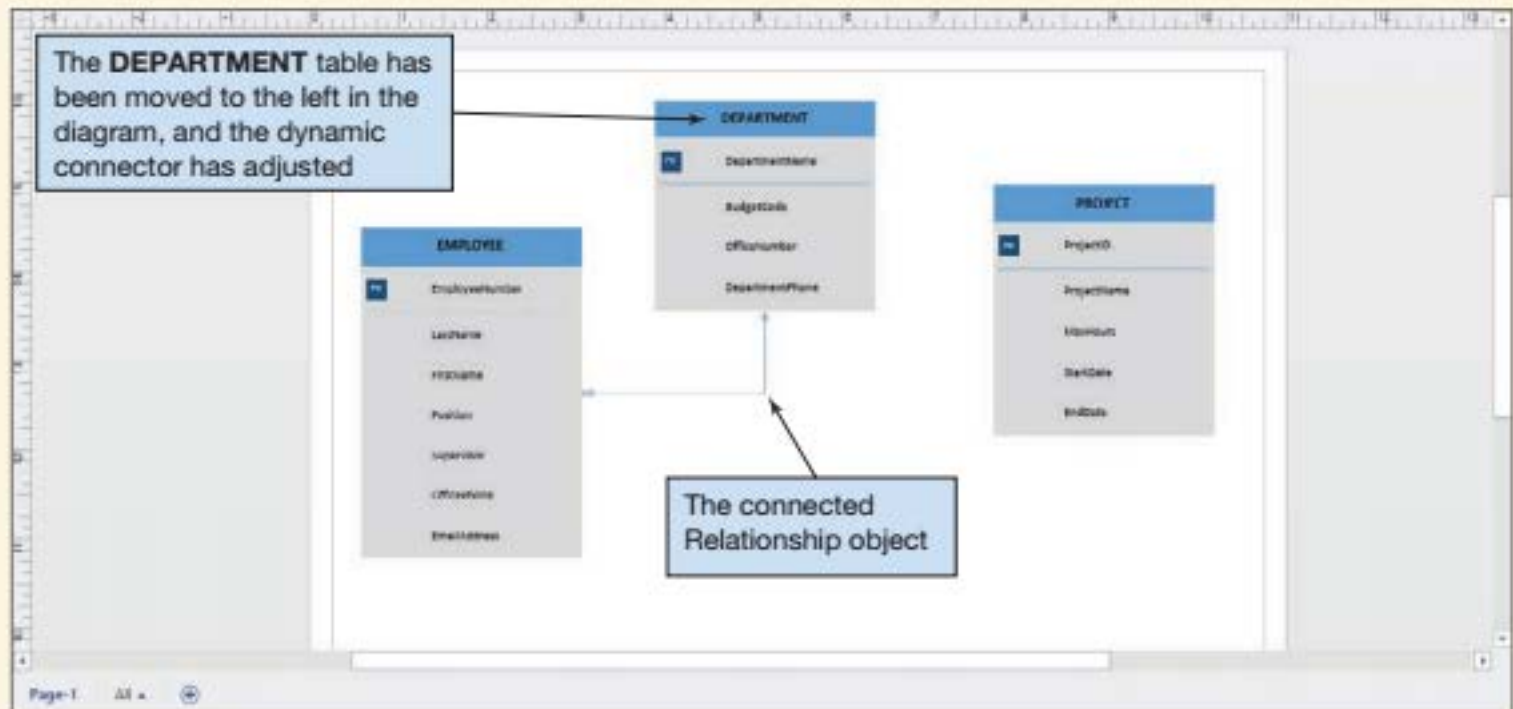 The DEPARTMENT table has
been moved to the left in the
diagram, and the dynamic
connector has adjusted
DEPARTMENT
PK DepartmentName
BudgetCode
OfficeNumber
DepartmentPhone
PROJECT
PK ProjectID
ProjectName
MaxHours
StartDate
EndDate
EMPLOYEE
PK EmployeeNumber
LastName
FirstName
Position
Supervisor
OfficePhone
EmailAddress
The connected
Relationship object
Page-1 All